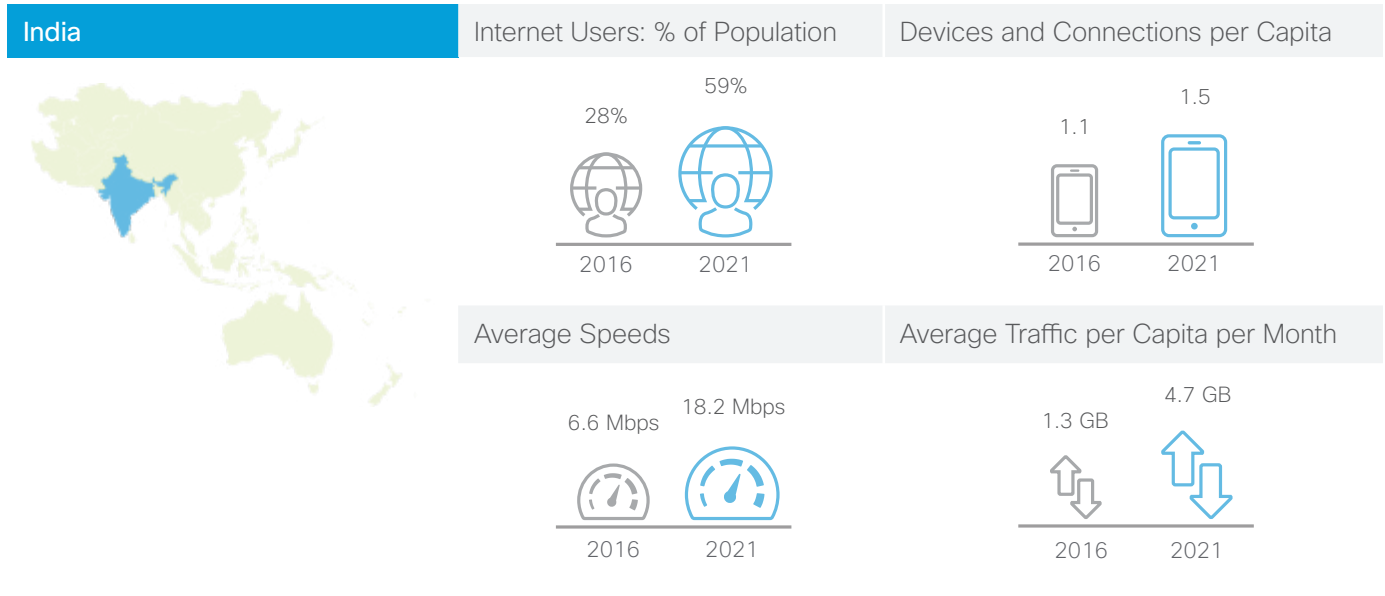 India
Internet Users: % of Population
Devices and Connections per Capita
28%
59%
2016
2021
1.1
1.5
2016
2021
Average Speeds
Average Traffic per Capita per Month
6.6 Mbps
18.2 Mbps
2016
2021
1.3 GB
4.7 GB
2016
2021